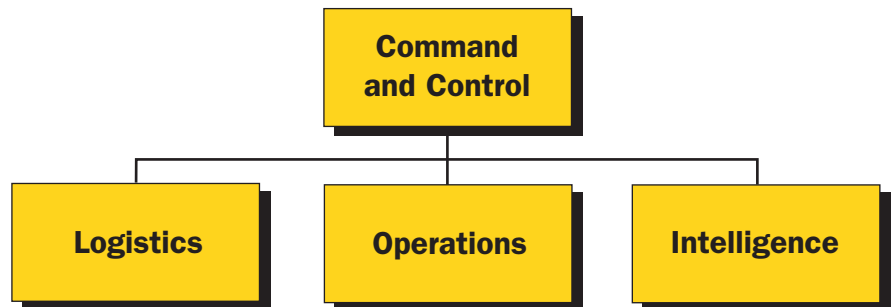 Command
and Control
Logistics
Operations
Intelligence